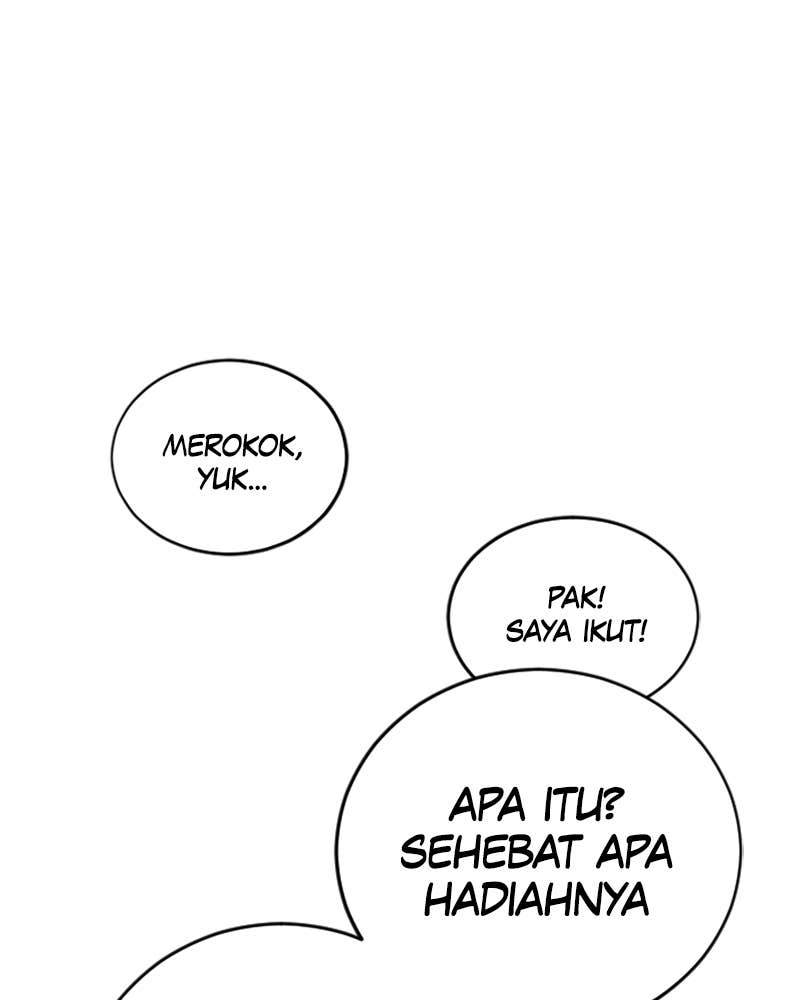 MEROKOK,
YUK...
PAK!
SAYA IKUT!
APA ITU?
SEHEBAT APA
HADIAHNYA